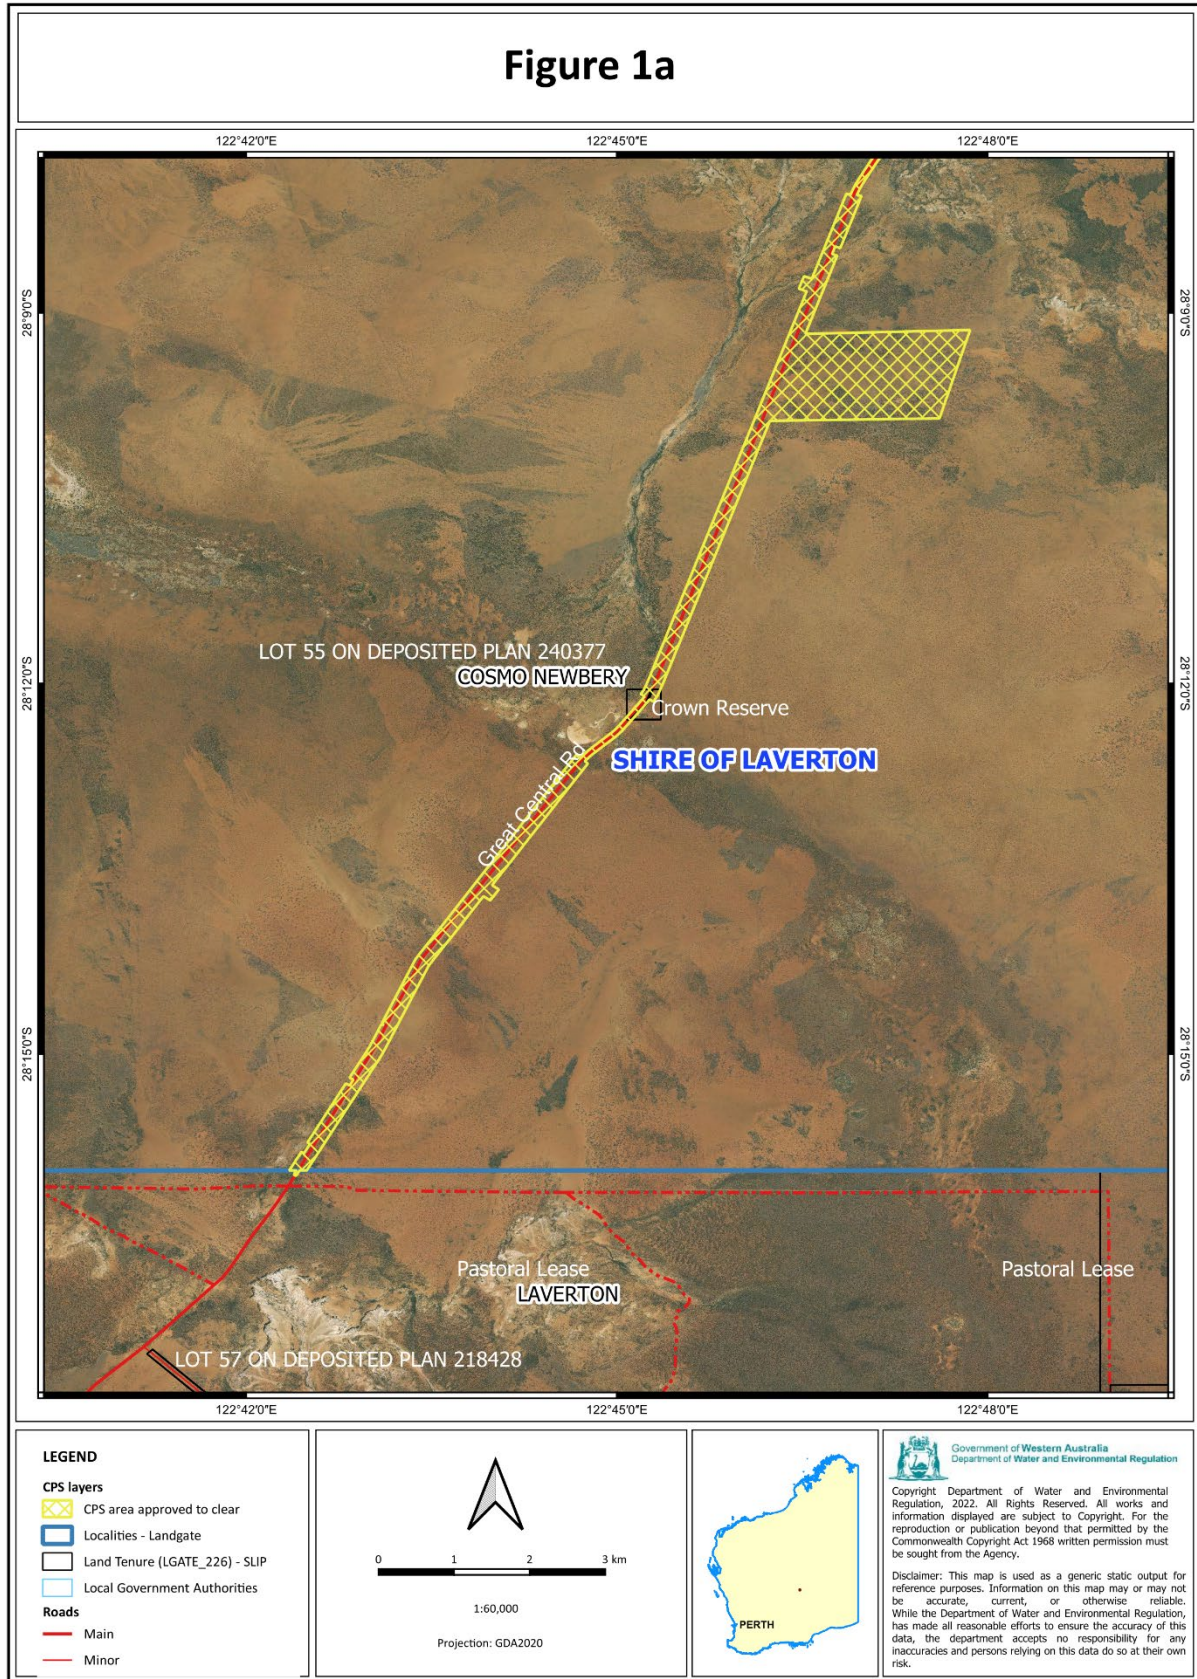 Figure 1a
122°42'0"E
122°45'0"E
122°48'0"E
28°9'0"S
28°9'0"S
LOT 55 ON DEPOSITED PLAN 240377
COSMO NEWBERY
28°12'0"S
28°12'0"S
Crown Reserve
SHIRE OF LAVERTON
Great Central Rd
28°15'0"S
28°15'0"S
Pastoral Lease
Pastoral Lease
LAVERTON
LOT 57 ON DEPOSITED PLAN 218428
122°42'0"E
122°45'0"E
122°48'0"E
LEGEND
CPS layers
CPS area approved to clear
Localities - Landgate
Land Tenure (LGATE_226) - SLIP
Local Government Authorities
Roads
Main
Minor
0 1 2 3 km
1:60,000
Projection: GDA2020
PERTH
Government of Western Australia
Department of Water and Environmental Regulation
Copyright Department of Water and Environmental
Regulation, 2022. All Rights Reserved. All works and
information displayed are subject to Copyright. For the
reproduction or publication beyond that permitted by the
Commonwealth Copyright Act 1968 written permission must
be sought from the Agency.
Disclaimer: This map is used as a generic static output for
reference purposes. Information on this map may or may not
be accurate, current, or otherwise reliable.
While the Department of Water and Environmental Regulation,
has made all reasonable efforts to ensure the accuracy of this
data, the department accepts no responsibility for any
inaccuracies and persons relying on this data do so at their own
risk.